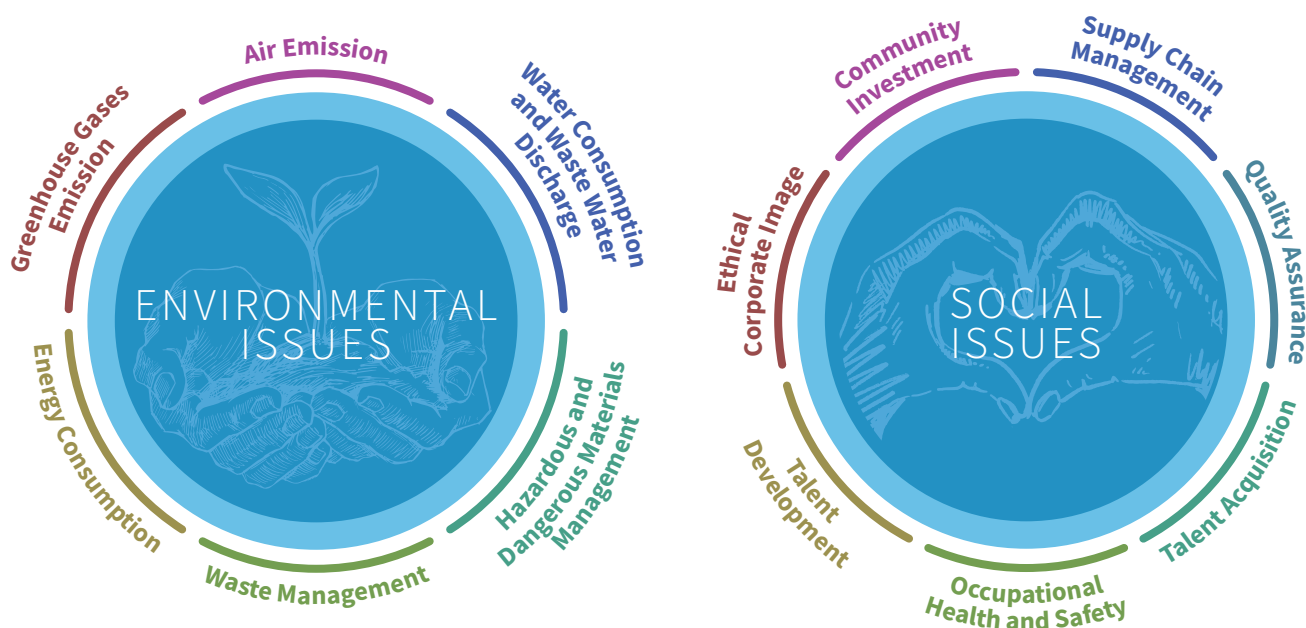 Air Emission
Water Consumption
and Waste Water
Discharge
Hazardous and
Dangerous Materials
Management
Waste Management
Energy Consumption
Greenhouse Gases
Emission
ENVIRONMENTAL
ISSUES
Community
Investment
Supply Chain
Management
Quality Assurance
Talent Acquisition
Occupational
Health and Safety
Talent
Development
Ethical
Corporate Image
SOCIAL
ISSUES